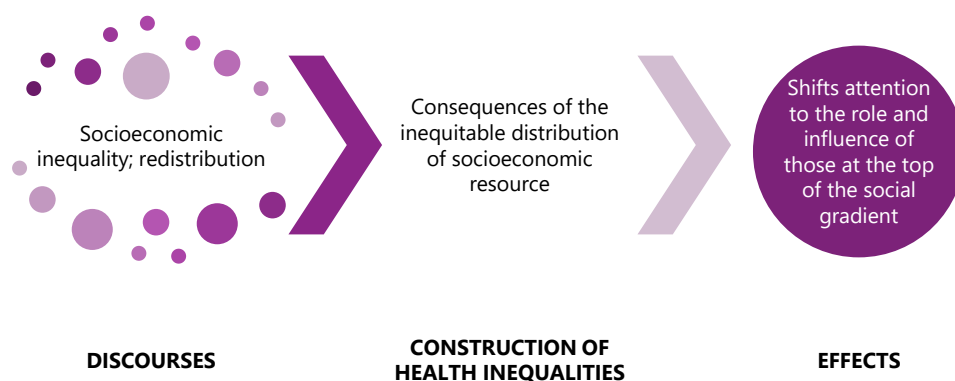 Socioeconomic
inequality; redistribution
Consequences of the
inequitable distribution
of socioeconomic
resource
Shifts attention
to the role and
influence of
those at the top
of the social
gradient
DISCOURSES
CONSTRUCTION OF
HEALTH INEQUALITIES
EFFECTS